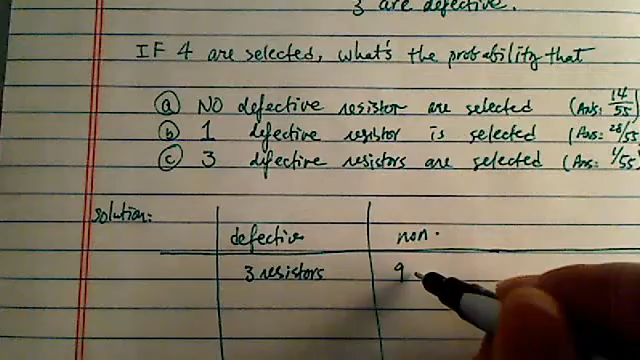 3 are defective.
IF 4 are selected, what's the probability that
(a) NO defective resistor are selected (Ans: 14/55
(b) 1 defective resistor is selected (Ans: 28/55
(c) 3 difective resistors are selected (Ans: 1/55
solution:
defective non.
3 resistors 9